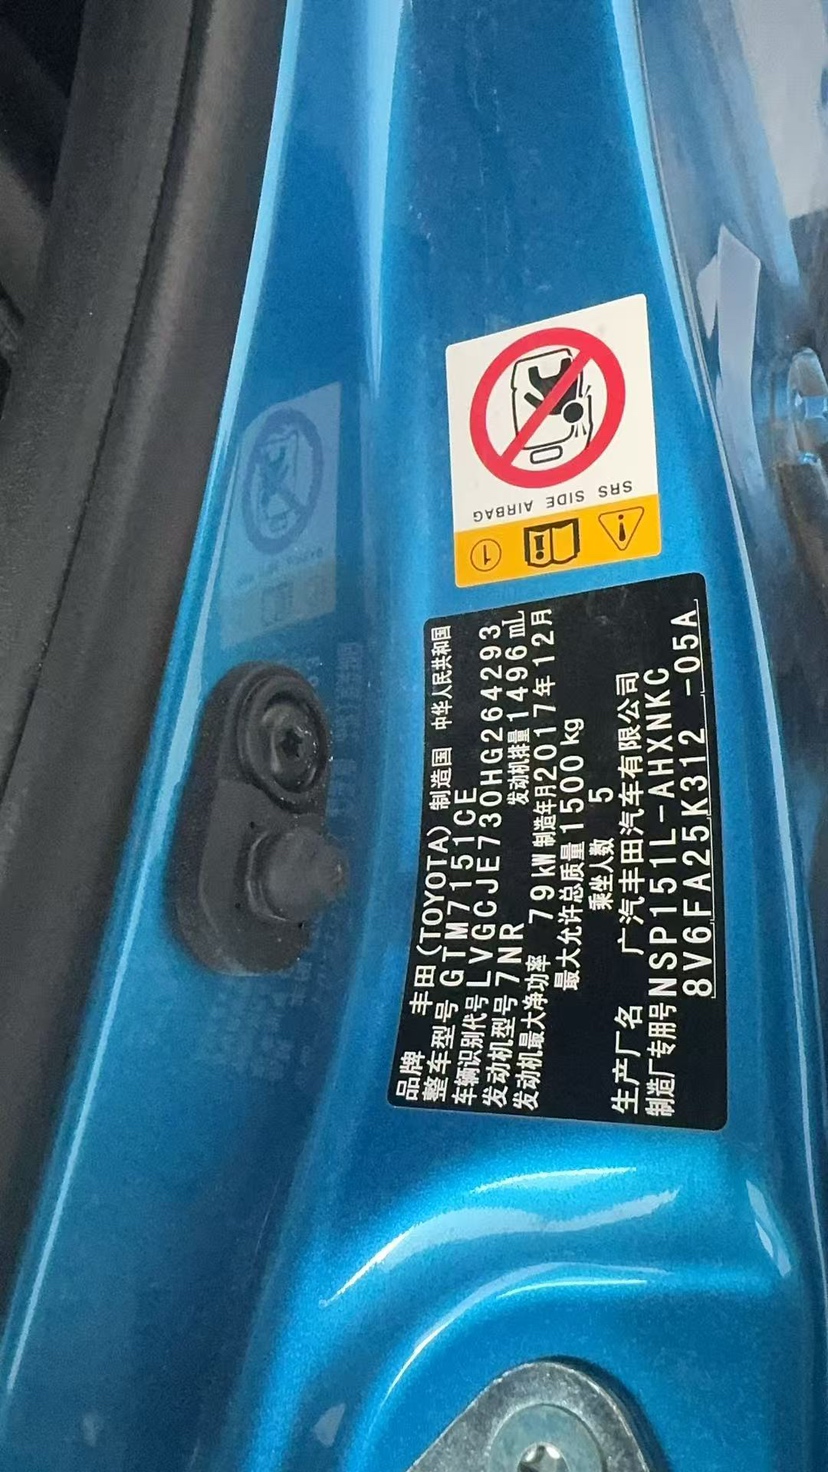 SRS SIDE AIRBAG
1
品牌 丰田(TOYOTA) 制造国 中华人民共和国
整车型号 GTM7151CE
车辆识别代号 LVGCJE730HG264293
发动机型号 7NR 发动机排量 1496 mL
发动机最大净功率 79 kW 制造年月 2017年12月
最大允许总质量 1500 kg
乘坐人数 5
生产厂名 广汽丰田汽车有限公司
制造厂专用号 NSP151L-AHXNKC
8V6FA25K312 -05A